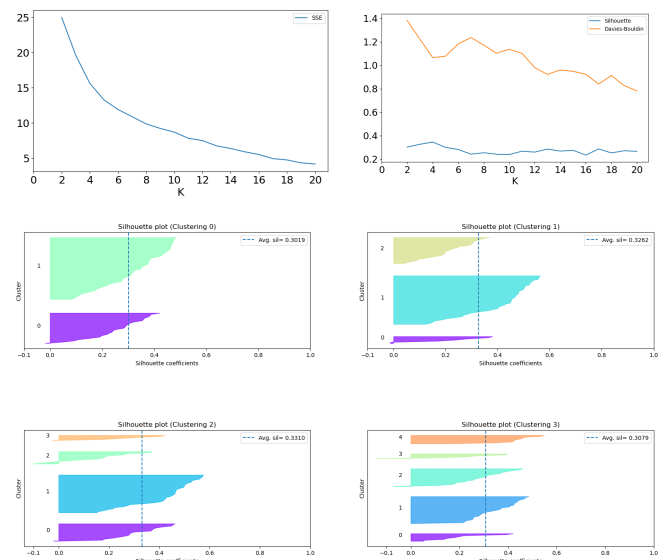 SSE
25
20
15
10
5
0 2 4 6 8 10 12 14 16 18 20
K
Silhouette
Davies-Bouldin
1.4
1.2
1.0
0.8
0.6
0.4
0.2
0 2 4 6 8 10 12 14 16 18 20
K
Silhouette plot (Clustering 0)
Avg. sil= 0.3019
1
0
Cluster
−0.1 0.0 0.2 0.4 0.6 0.8 1.0
Silhouette coefficients
Silhouette plot (Clustering 1)
Avg. sil= 0.3262
2
1
0
Cluster
−0.1 0.0 0.2 0.4 0.6 0.8 1.0
Silhouette coefficients
Silhouette plot (Clustering 2)
Avg. sil= 0.3310
3
2
1
0
Cluster
−0.1 0.0 0.2 0.4 0.6 0.8 1.0
Silhouette coefficients
Silhouette plot (Clustering 3)
Avg. sil= 0.3079
4
3
2
1
0
Cluster
−0.1 0.0 0.2 0.4 0.6 0.8 1.0
Silhouette coefficients